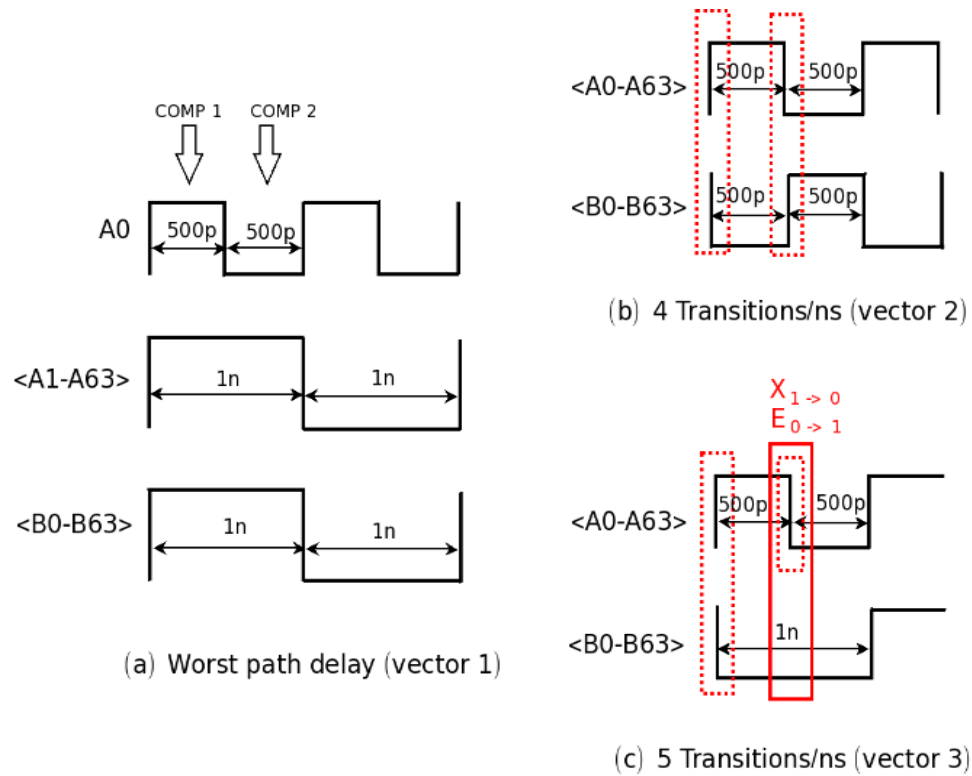 COMP 1 COMP 2
A0
500p 500p
<A1-A63>
1n 1n
<B0-B63>
1n 1n
(a) Worst path delay (vector 1)
<A0-A63>
500p 500p
<B0-B63>
500p 500p
(b) 4 Transitions/ns (vector 2)
X 1 -> 0
E 0 -> 1
<A0-A63>
500p 500p
<B0-B63>
1n
(c) 5 Transitions/ns (vector 3)